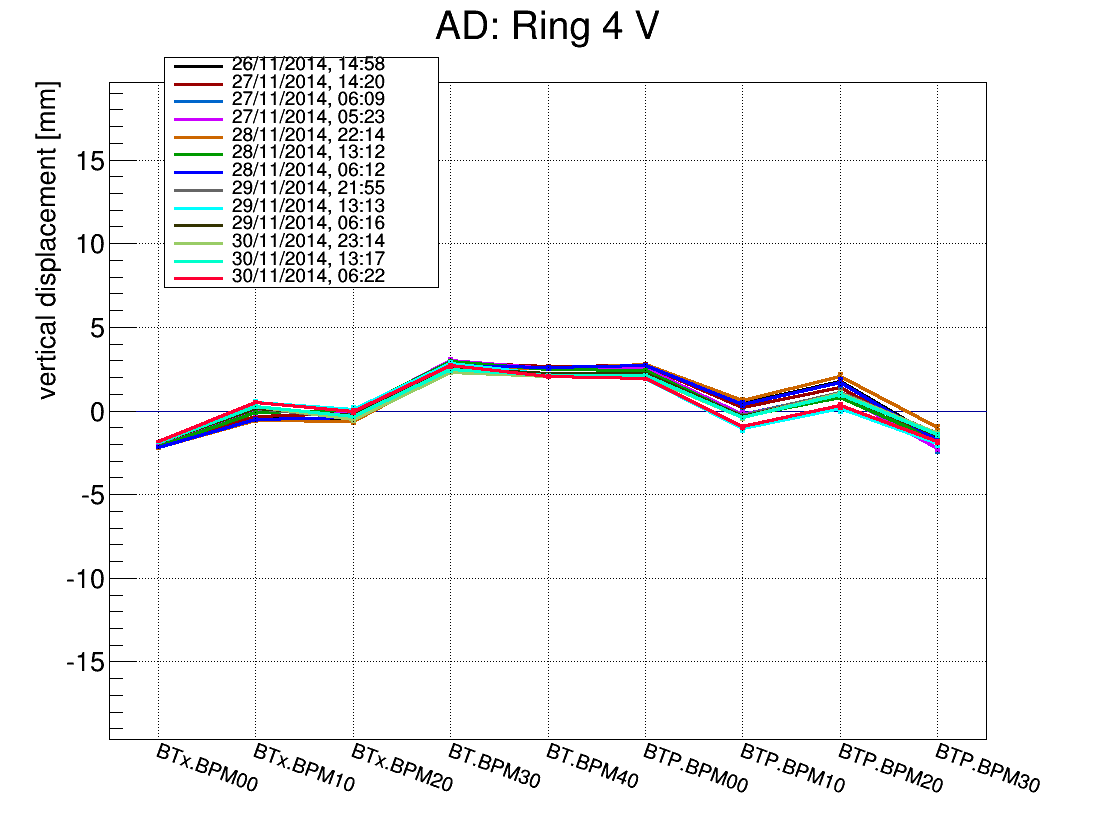 AD: Ring 4 V
vertical displacement [mm]
26/11/2014, 14:58
27/11/2014, 14:20
27/11/2014, 06:09
27/11/2014, 05:23
28/11/2014, 22:14
28/11/2014, 13:12
28/11/2014, 06:12
29/11/2014, 21:55
29/11/2014, 13:13
29/11/2014, 06:16
30/11/2014, 23:14
30/11/2014, 13:17
30/11/2014, 06:22
15
10
5
0
-5
-10
-15
BTx.BPM00
BTx.BPM10
BTx.BPM20
BT.BPM30
BT.BPM40
BTP.BPM00
BTP.BPM10
BTP.BPM20
BTP.BPM30